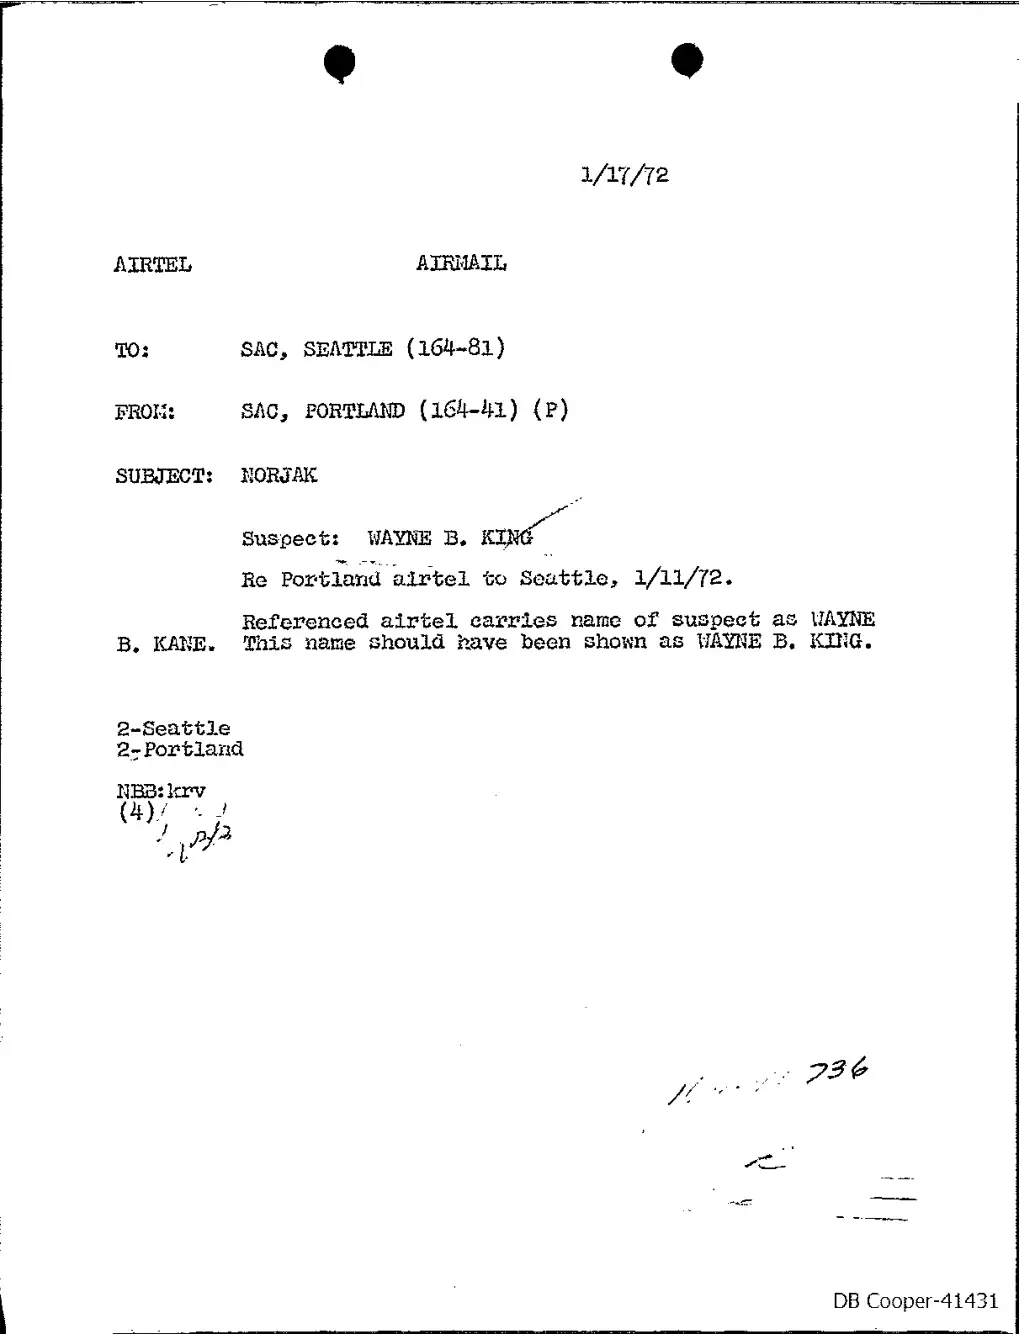 1/17/72
AIRTEL AIRMAIL
TO: SAC, SEATTLE (164-81)
FROM: SAC, PORTLAND (164-41) (P)
SUBJECT: NORJAK
Suspect: WAYNE B. KING
Re Portland airtel to Seattle, 1/11/72.
Referenced airtel carries name of suspect as WAYNE
B. KANE. This name should have been shown as WAYNE B. KING.
2-Seattle
2-Portland
NBB:krv
(4)
736
DB Cooper-41431